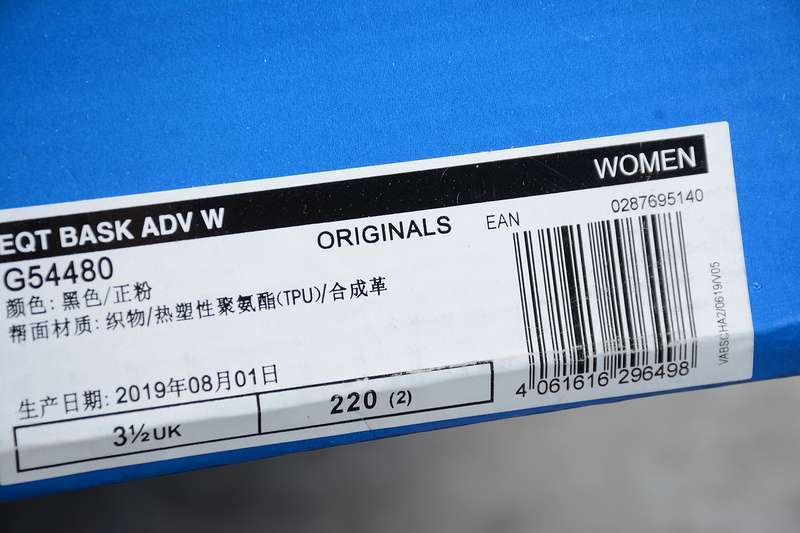 WOMEN
EQT BASK ADV W
ORIGINALS
EAN
0287695140
G54480
颜色: 黑色/正粉
帮面材质: 织物/热塑性聚氨酯(TPU)/合成革
生产日期: 2019年08月01日
3½UK
220 (2)
4 061616 296498
VABSCHA2/0619/V05